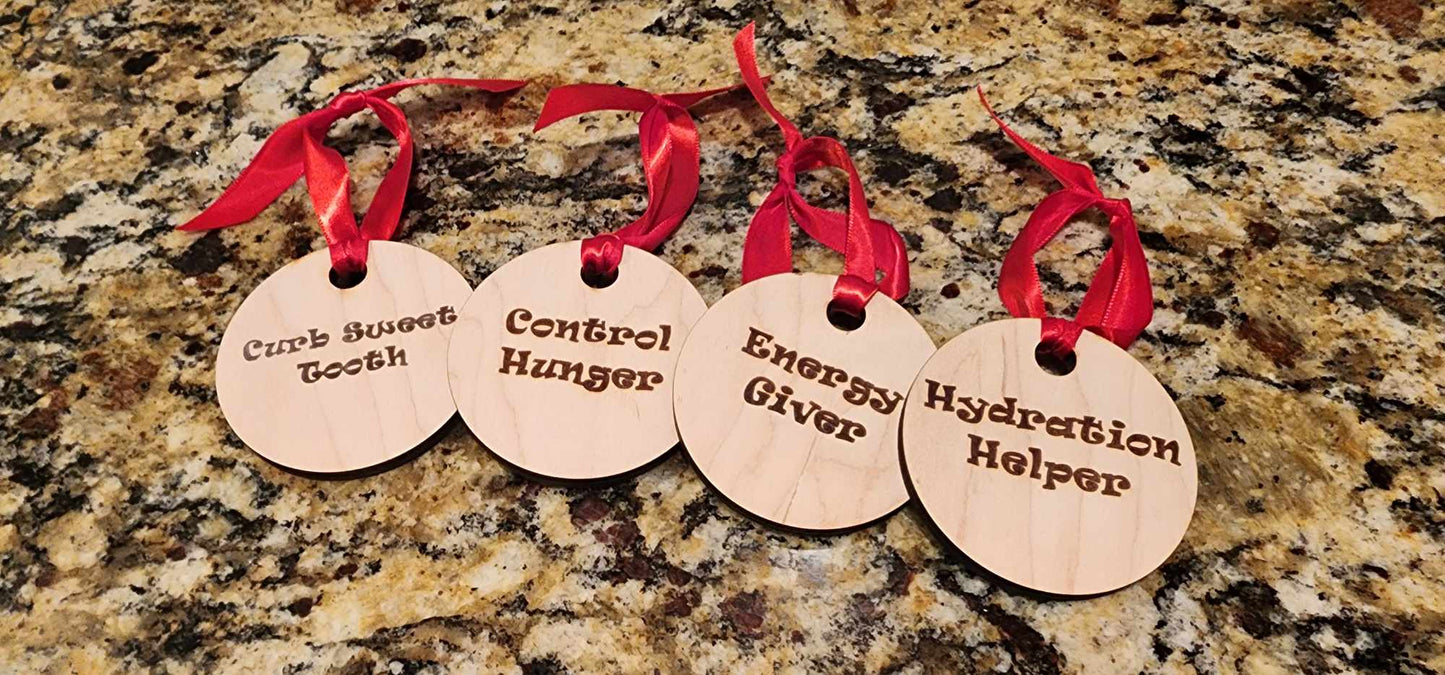 Curb Sweet
Tooth
Control
Hunger
Energy
Giver
Hydration
Helper